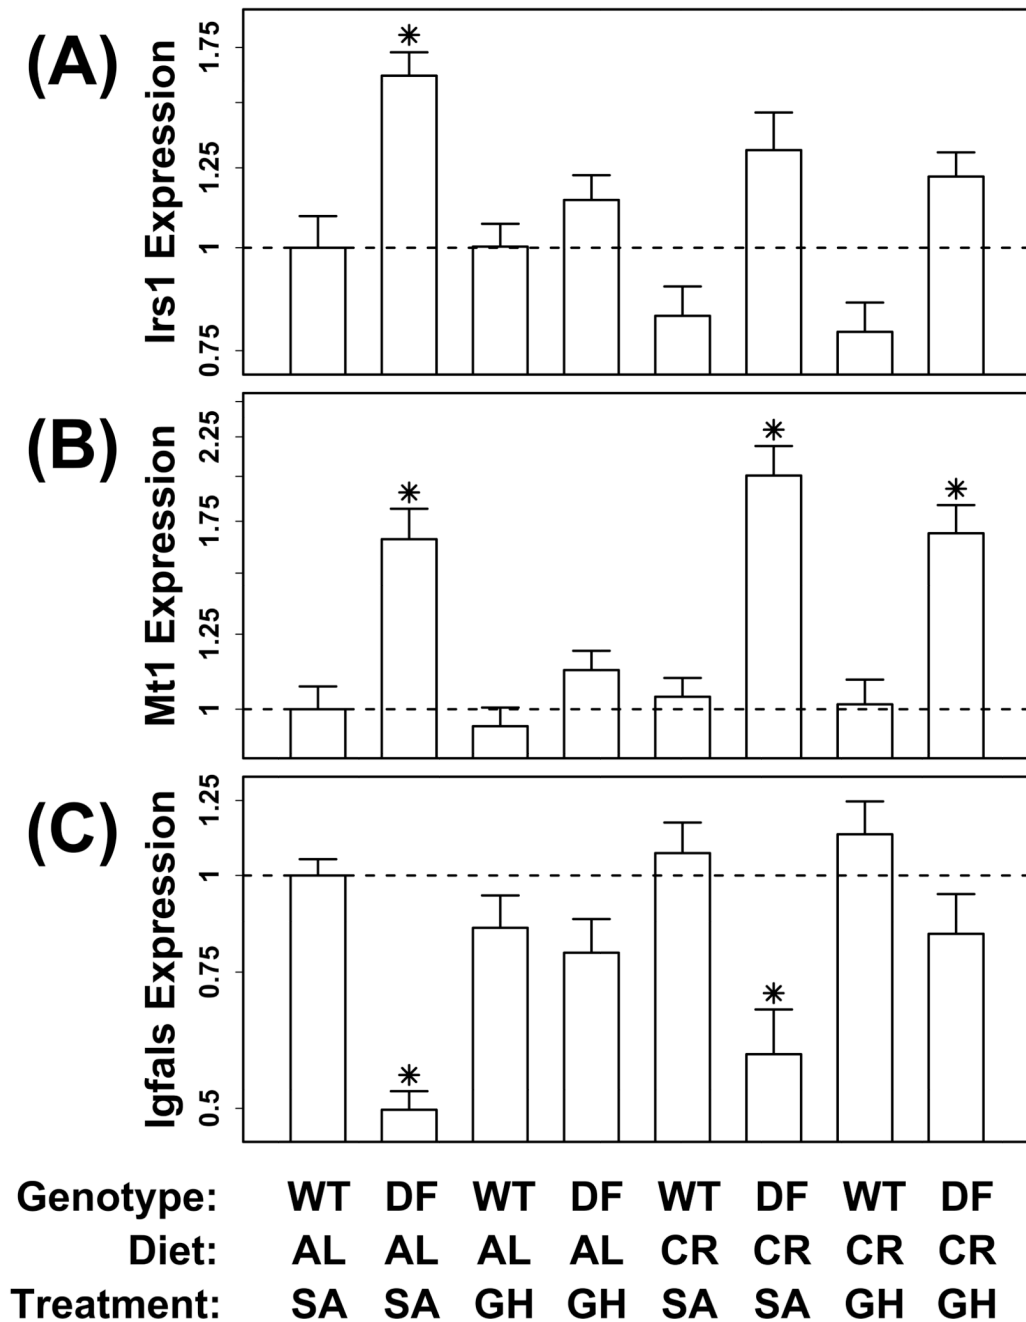 (A)
Irs1 Expression
1.75
1.25
1
0.75
*
(B)
Mt1 Expression
2.25
1.75
1.25
1
* * *
(C)
Igfals Expression
1.25
1
0.75
0.5
* *
Genotype: WT DF WT DF WT DF WT DF
Diet: AL AL AL AL CR CR CR CR
Treatment: SA SA GH GH SA SA GH GH